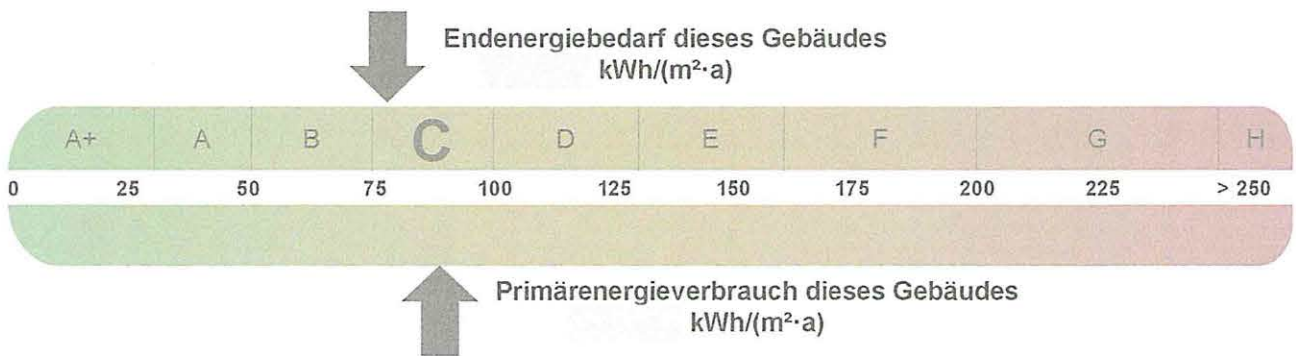 Endenergiebedarf dieses Gebäudes
kWh/(m²·a)
A+ A B C D E F G H
0 25 50 75 100 125 150 175 200 225 > 250
Primärenergieverbrauch dieses Gebäudes
kWh/(m²·a)